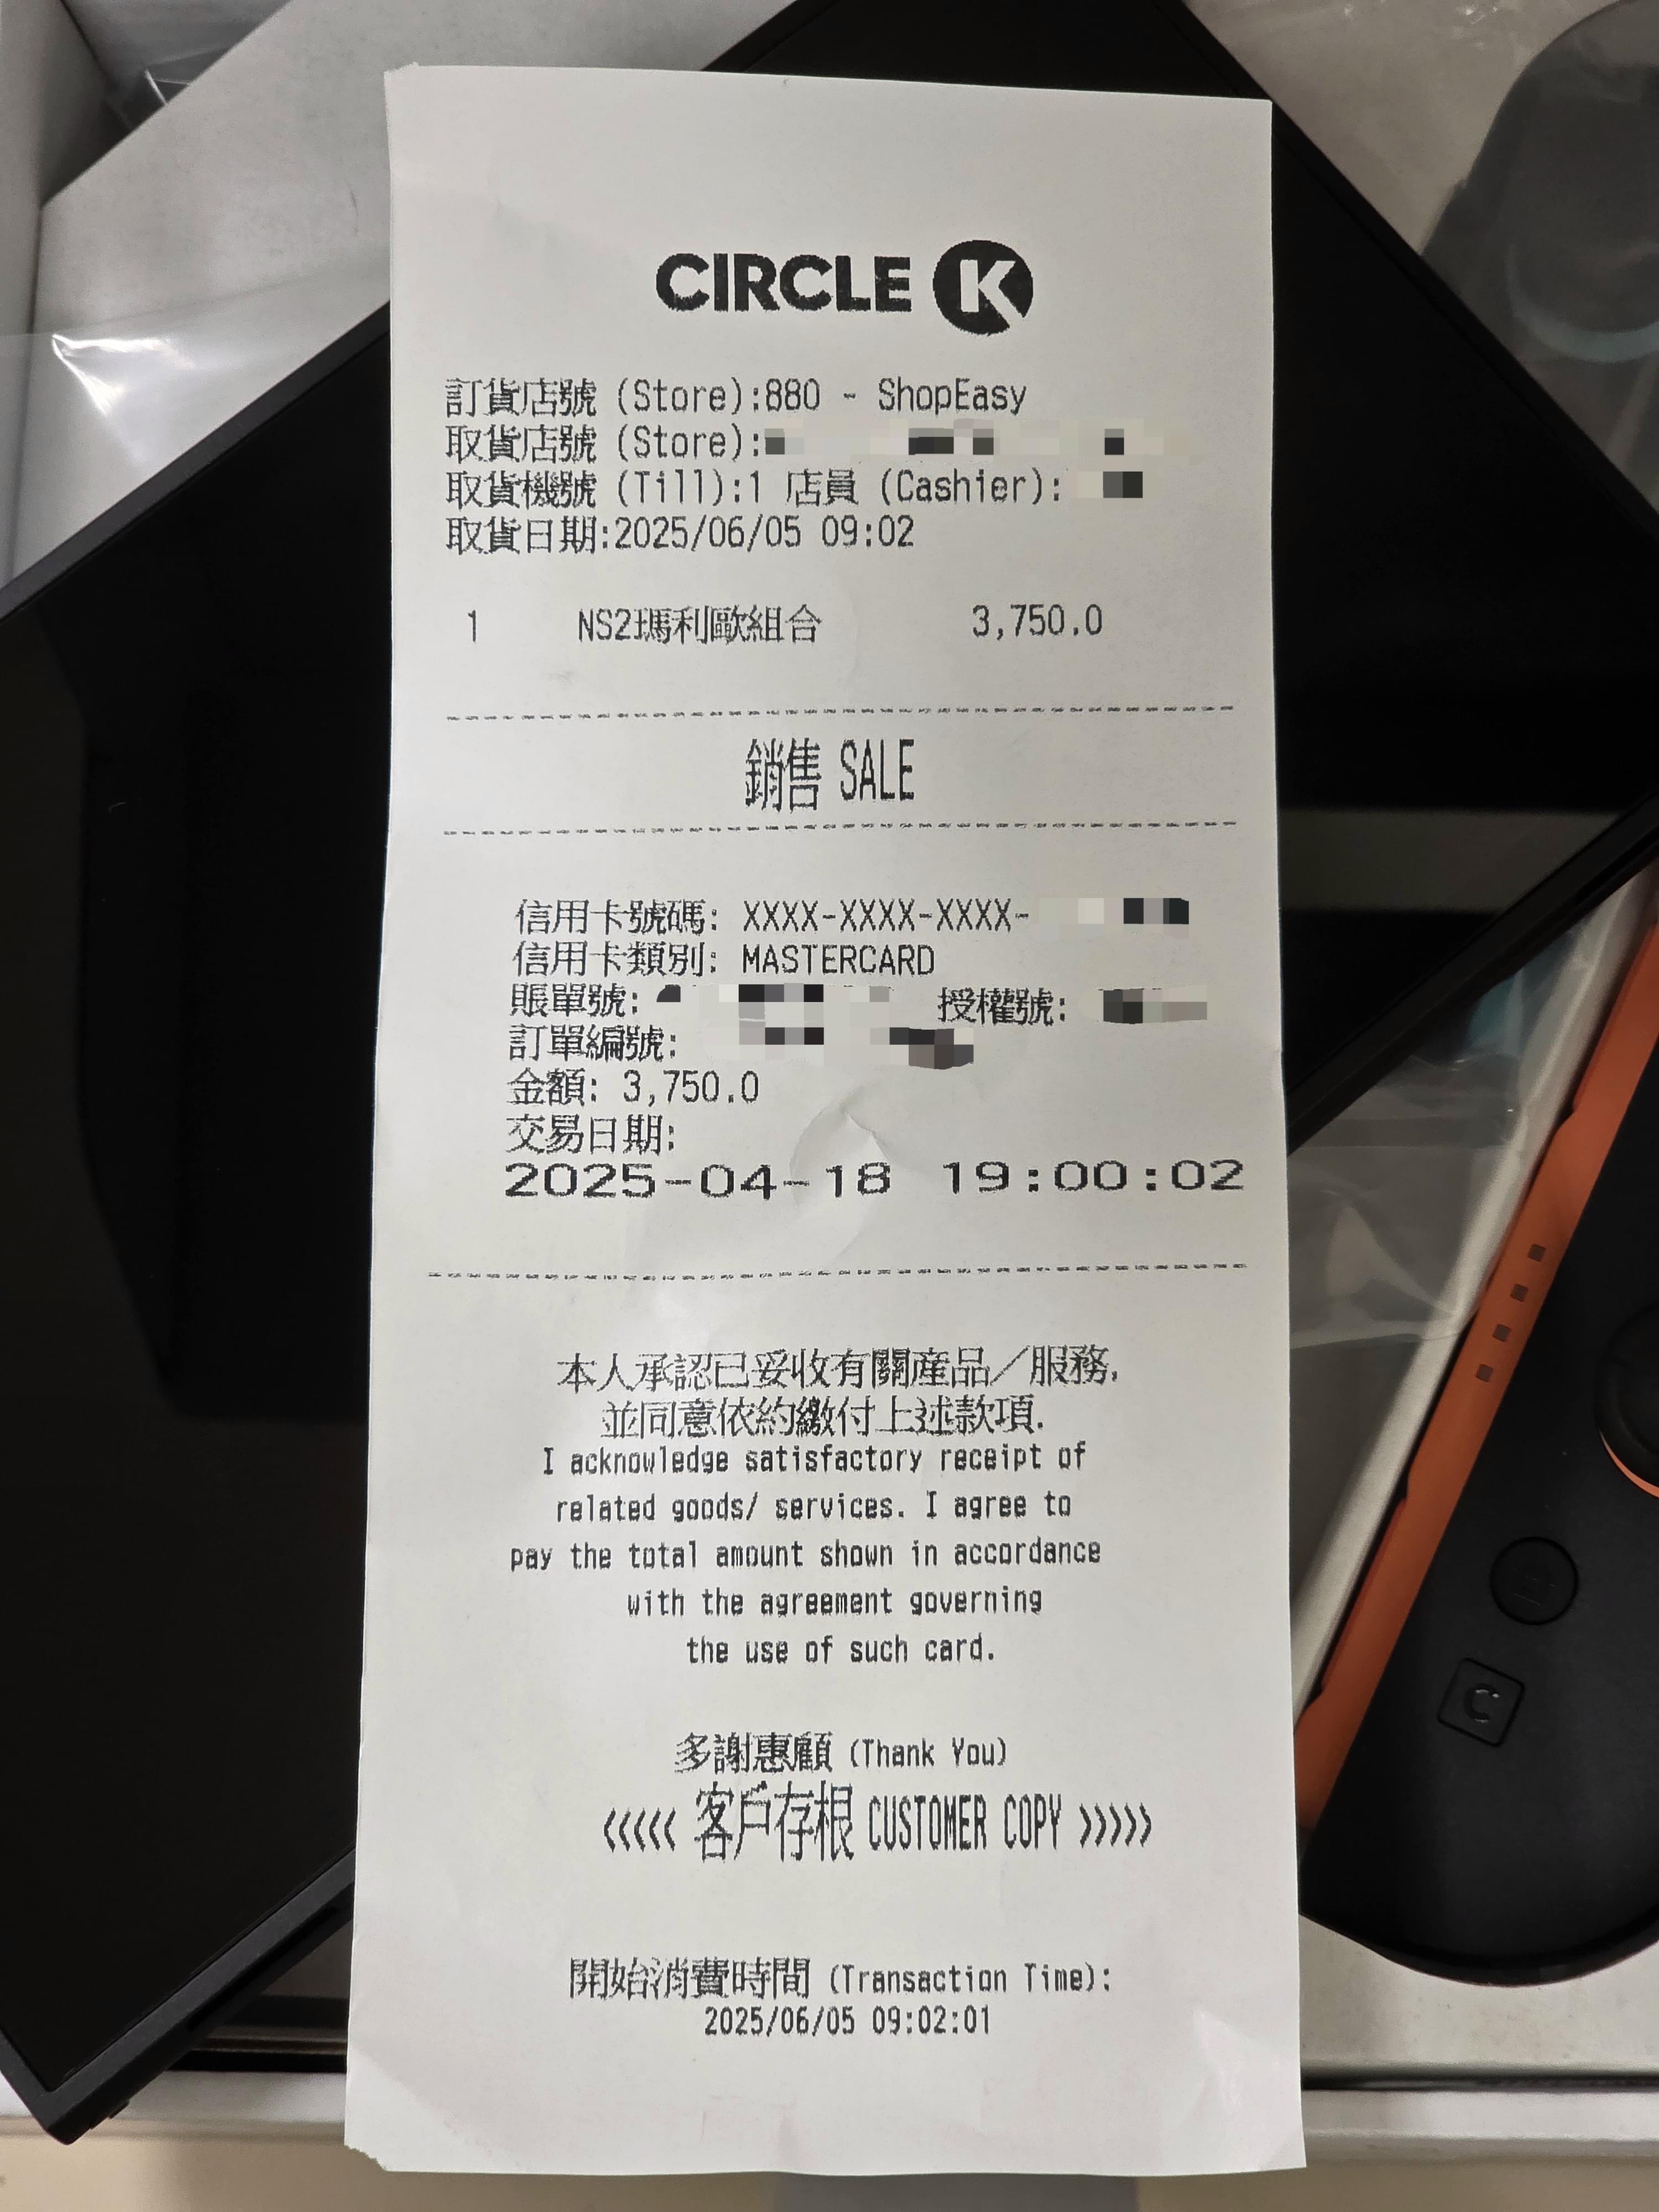 CIRCLE K
訂貨店號 (Store):880 - ShopEasy
取貨店號 (Store):
取貨機號 (Till):1 店員 (Cashier):
取貨日期:2025/06/05 09:02
1 NS2瑪利歐組合 3,750.0
銷售 SALE
信用卡號碼: XXXX-XXXX-XXXX-
信用卡類別: MASTERCARD
賬單號: 授權號:
訂單編號:
金額: 3,750.0
交易日期:
2025-04-18 19:00:02
本人承認已妥收有關產品／服務,
並同意依約繳付上述款項.
I acknowledge satisfactory receipt of
related goods/ services. I agree to
pay the total amount shown in accordance
with the agreement governing
the use of such card.
多謝惠顧 (Thank You)
<<<<< 客戶存根 CUSTOMER COPY >>>>>
開始消費時間 (Transaction Time):
2025/06/05 09:02:01
C